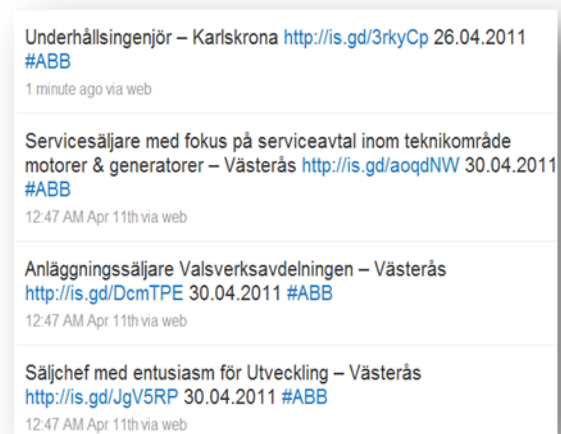 Underhållsingenjör – Karlskrona http://is.gd/3rkyCp 26.04.2011
#ABB
1 minute ago via web
Servicesäljare med fokus på serviceavtal inom teknikområde
motorer & generatorer – Västerås http://is.gd/aoqdNW 30.04.2011
#ABB
12:47 AM Apr 11th via web
Anläggningssäljare Valsverksavdelningen – Västerås
http://is.gd/DcmTPE 30.04.2011 #ABB
12:47 AM Apr 11th via web
Säljchef med entusiasm för Utveckling – Västerås
http://is.gd/JgV5RP 30.04.2011 #ABB
12:47 AM Apr 11th via web